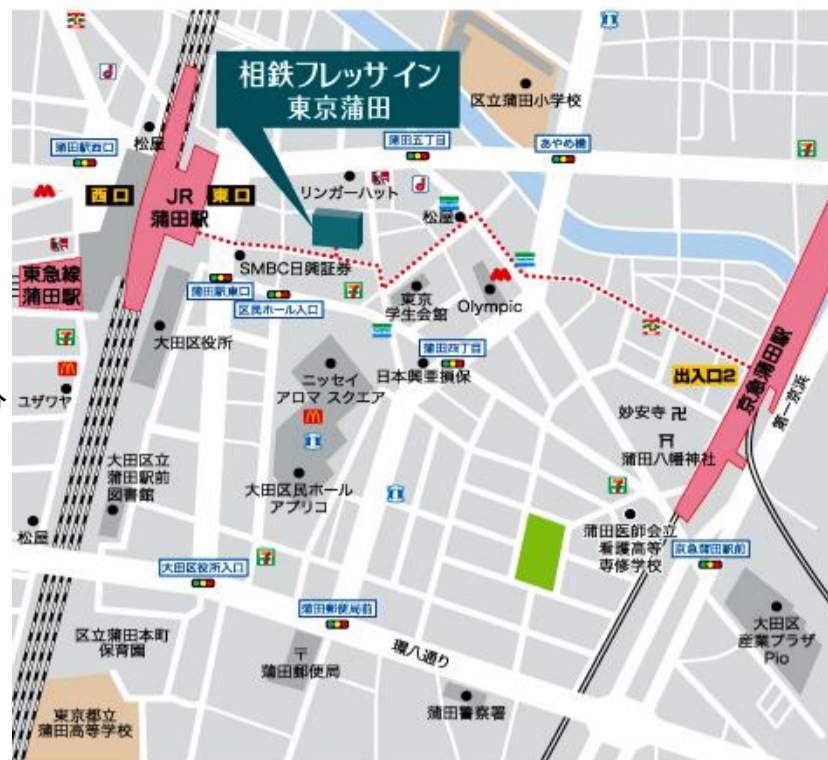 相鉄フレッサイン
東京蒲田
区立蒲田小学校
松屋
蒲田駅西口
蒲田五丁目
あやめ橋
西口
JR
蒲田駅
東口
リンガーハット
松屋
東急線
蒲田駅
SMBC日興証券
蒲田駅東口
区民ホール入口
東京
学生会館
Olympic
大田区役所
蒲田四丁目
日本興亜損保
ニッセイ
アロマ スクエア
出入口2
京急蒲田駅
第一京浜
ユザワヤ
妙安寺
蒲田八幡神社
大田区立
蒲田駅前
図書館
大田区民ホール
アプリコ
松屋
蒲田医師会立
看護高等
専修学校
京急蒲田駅前
大田区役所入口
蒲田郵便局前
大田区
産業プラザ
Pio
区立蒲田本町
保育園
蒲田郵便局
環八通り
東京都立
蒲田高等学校
蒲田警察署